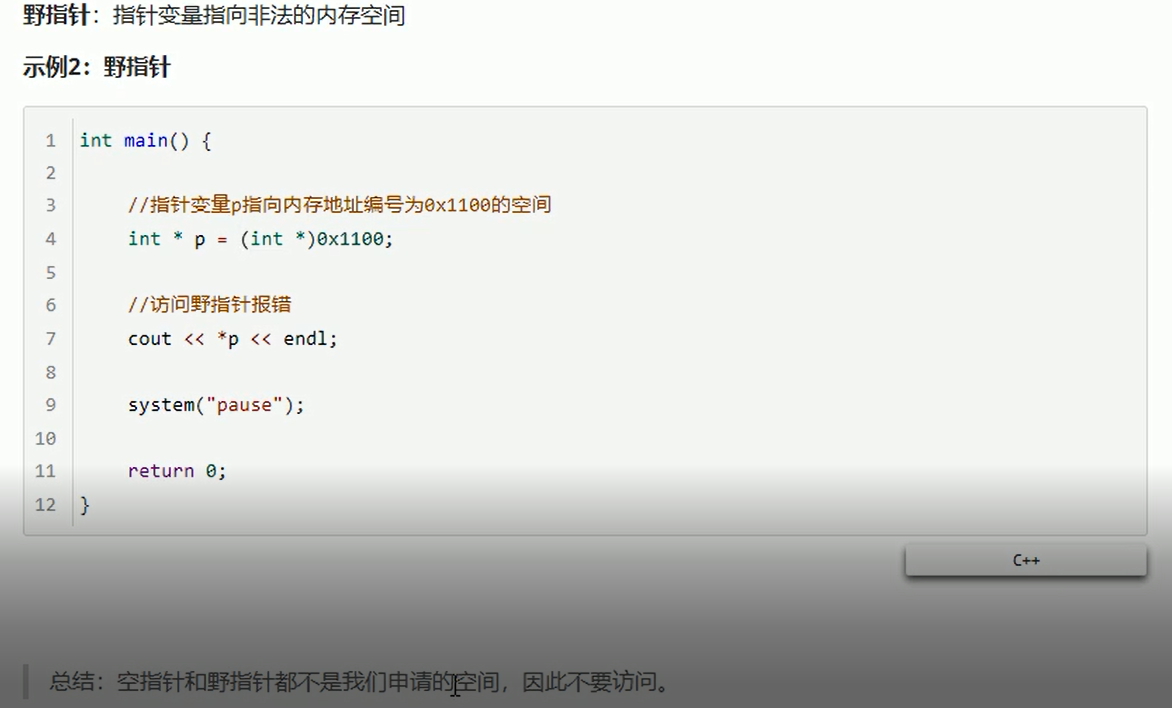 野指针：指针变量指向非法的内存空间
示例2：野指针
1 int main() {
2
3 //指针变量p指向内存地址编号为0x1100的空间
4 int * p = (int *)0x1100;
5
6 //访问野指针报错
7 cout << *p << endl;
8
9 system("pause");
10
11 return 0;
12 }
C++
总结：空指针和野指针都不是我们申请的空间，因此不要访问。